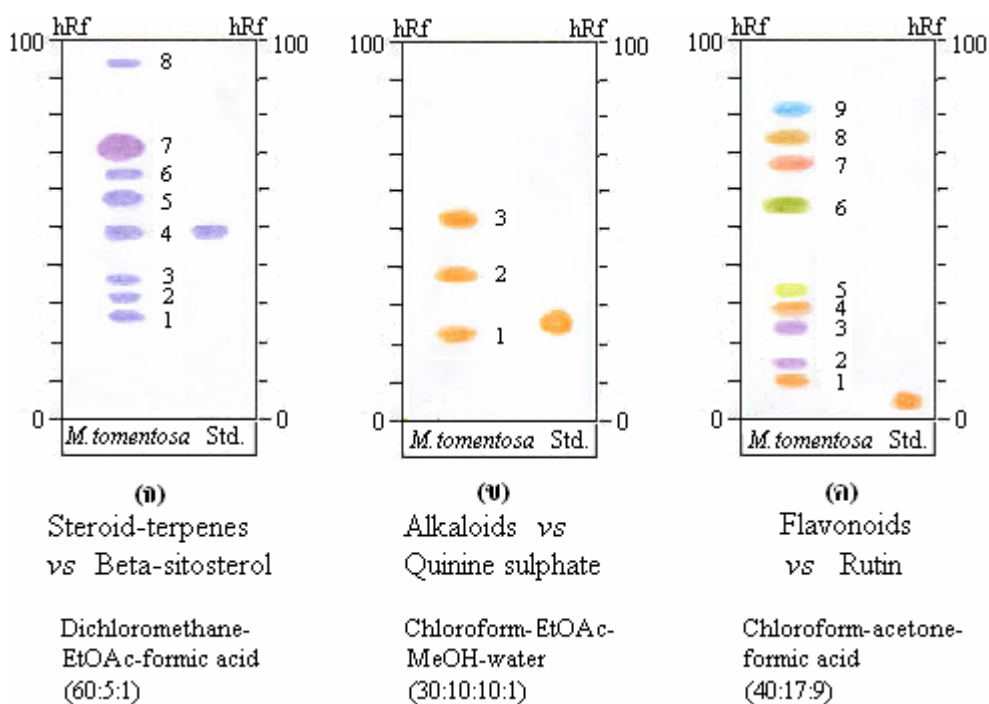 hRf hRf
100 100
8
7
6
5
4
3
2
1
0 0
M. tomentosa Std.
(ก)
Steroid-terpenes
vs Beta-sitosterol
Dichloromethane-
EtOAc-formic acid
(60:5:1)
hRf hRf
100 100
3
2
1
0 0
M. tomentosa Std.
(ข)
Alkaloids vs
Quinine sulphate
Chloroform-EtOAc-
MeOH-water
(30:10:10:1)
hRf hRf
100 100
9
8
7
6
5
4
3
2
1
0 0
M. tomentosa Std.
(ค)
Flavonoids
vs Rutin
Chloroform-acetone-
formic acid
(40:17:9)